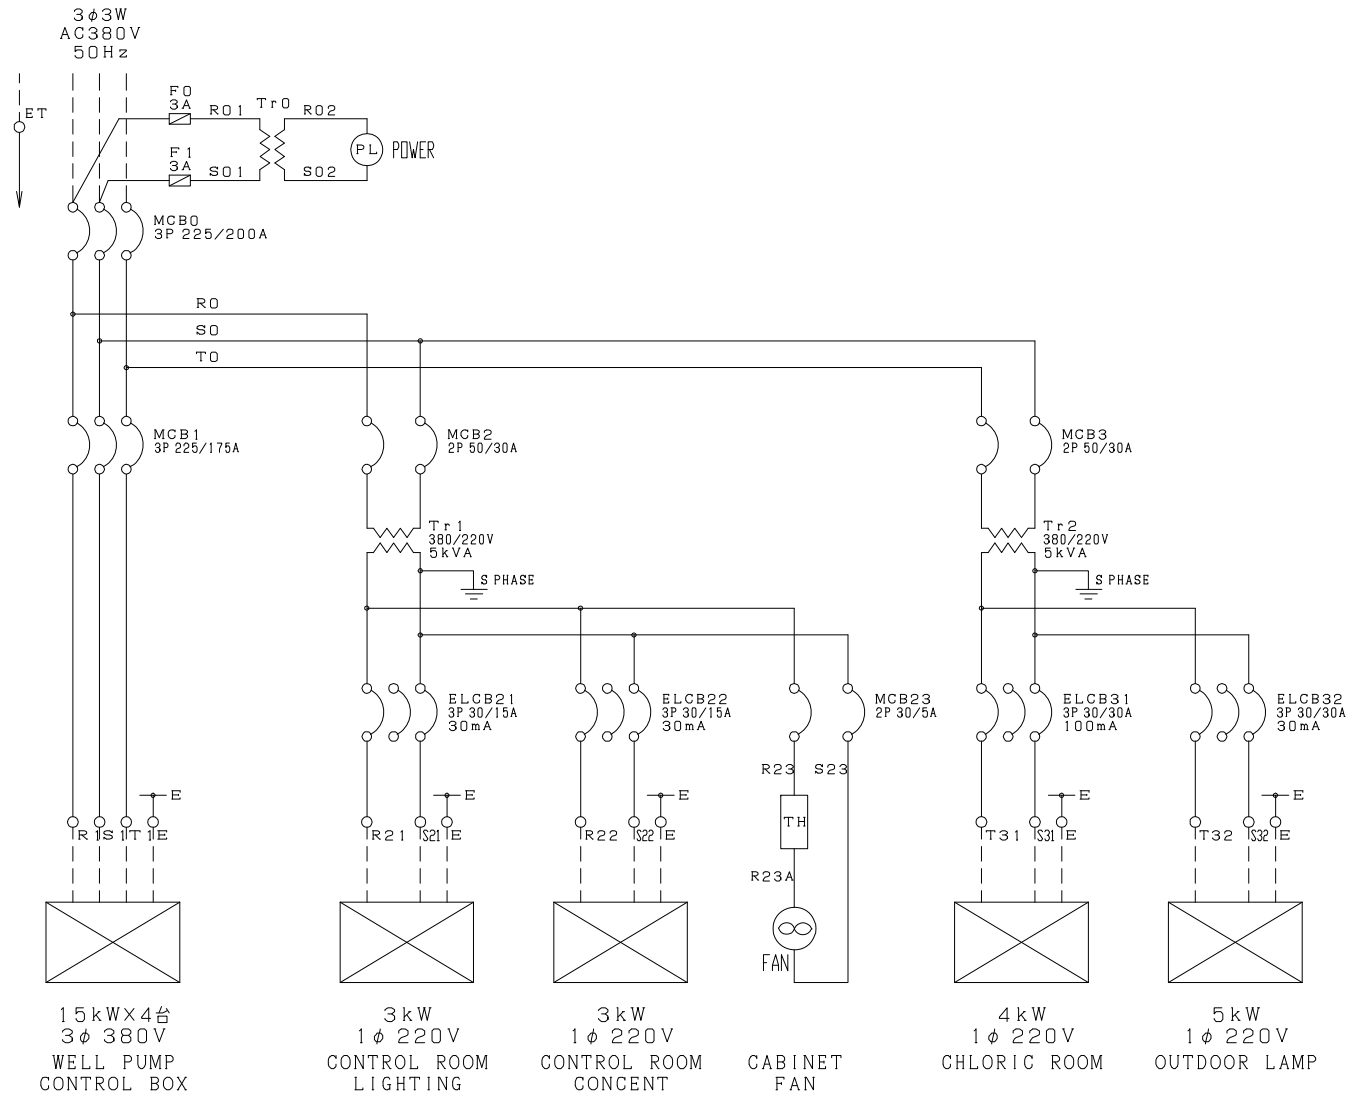 3φ3W
AC380V
50Hz
ET
F0
3A
R01
Tr0
R02
PL
POWER
F1
3A
S01
S02
MCB0
3P 225/200A
R0
S0
T0
MCB1
3P 225/175A
MCB2
2P 50/30A
MCB3
2P 50/30A
Tr1
380/220V
5kVA
S PHASE
Tr2
380/220V
5kVA
S PHASE
ELCB21
3P 30/15A
30mA
ELCB22
3P 30/15A
30mA
MCB23
2P 30/5A
ELCB31
3P 30/30A
100mA
ELCB32
3P 30/30A
30mA
R23
S23
E
E
E
E
E
R1
S1
T1
E
R21
S21
E
R22
S22
E
TH
T31
S31
E
T32
S32
E
R23A
FAN
15kW×4台
3φ 380V
WELL PUMP
CONTROL BOX
3kW
1φ 220V
CONTROL ROOM
LIGHTING
3kW
1φ 220V
CONTROL ROOM
CONCENT
CABINET
FAN
4kW
1φ 220V
CHLORIC ROOM
5kW
1φ 220V
OUTDOOR LAMP